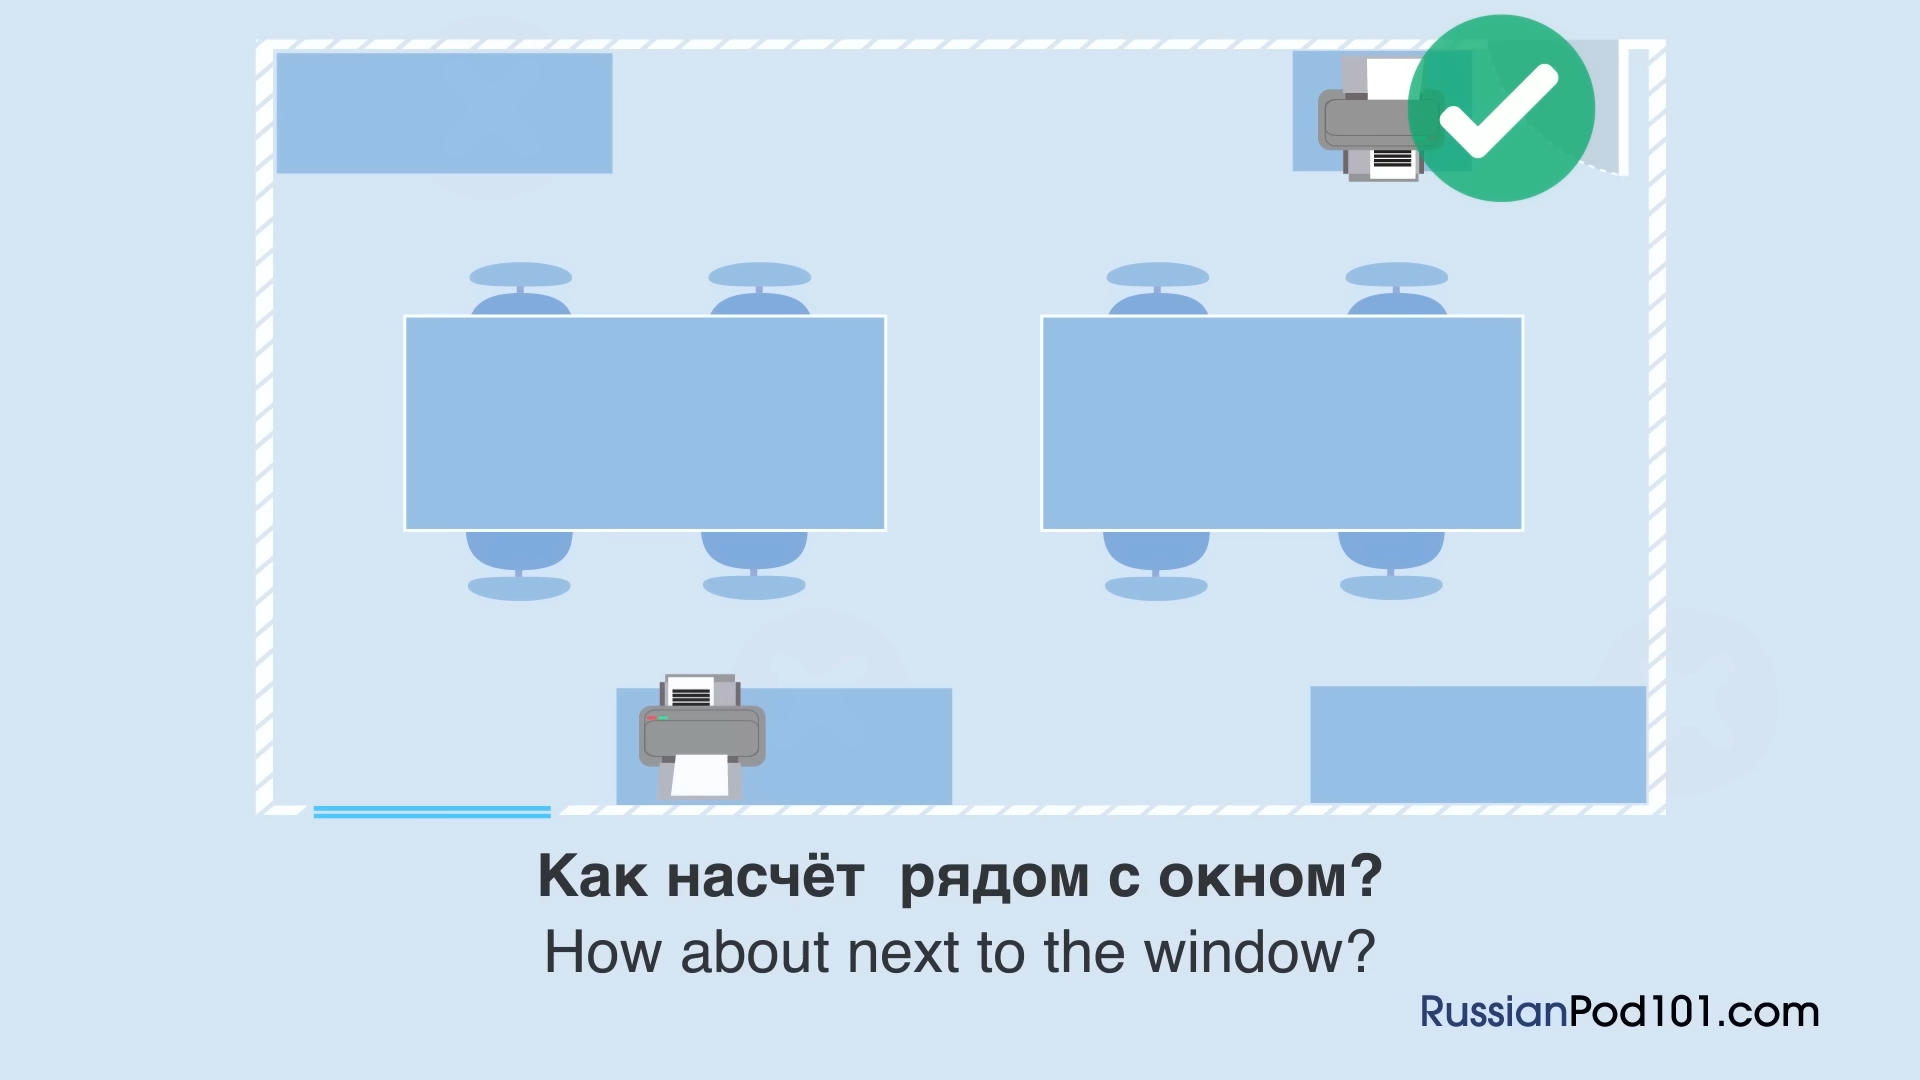 Как насчёт рядом с окном?
How about next to the window?
RussianPod101.com